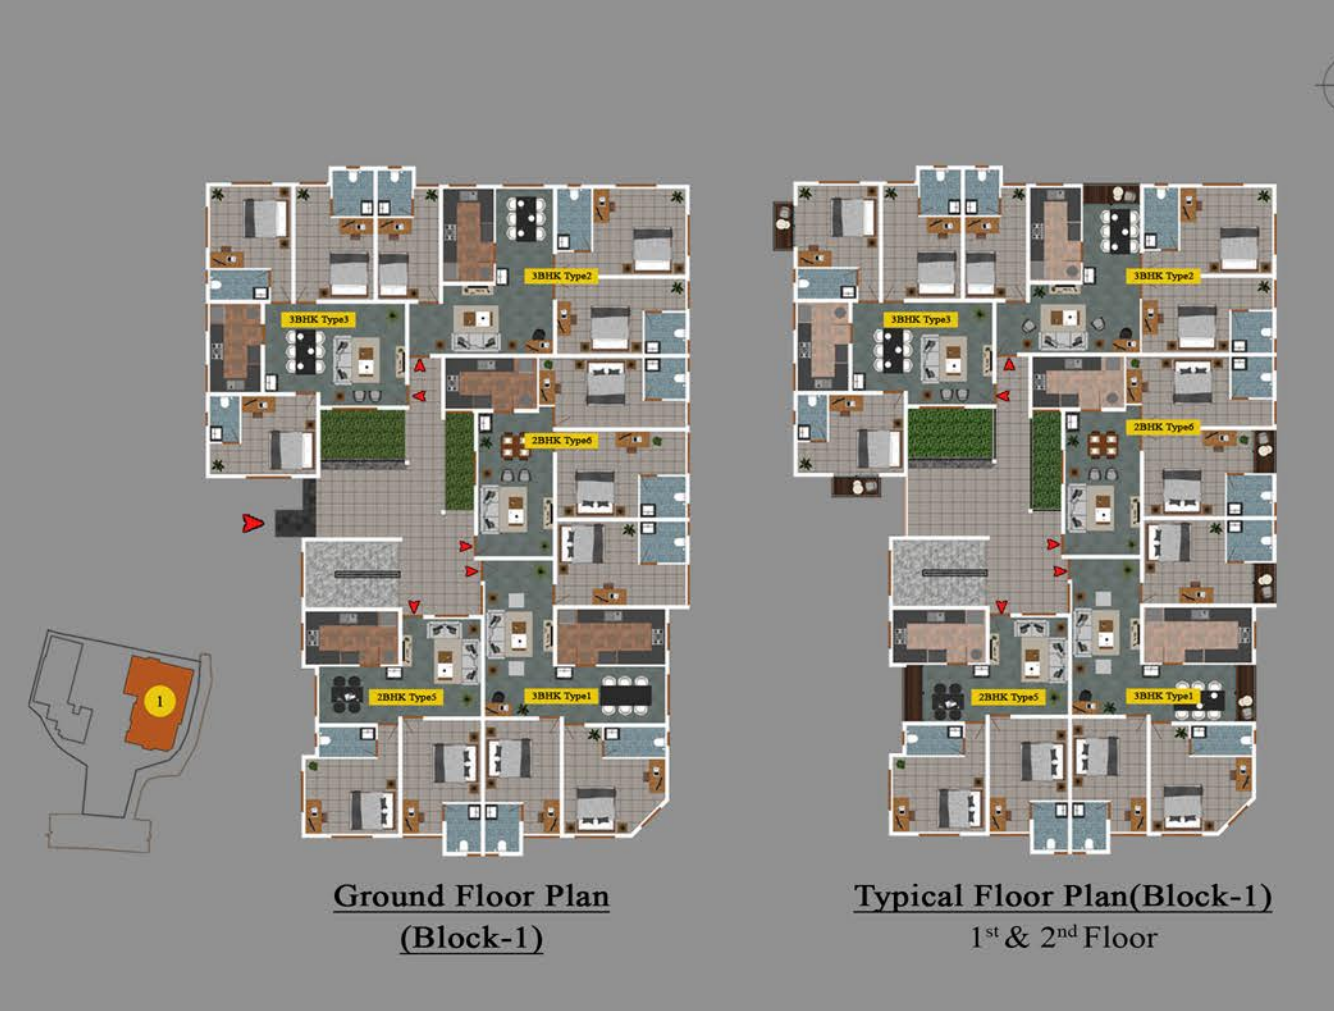 3BHK Type2
3BHK Type3
2BHK Type6
2BHK Type5
3BHK Type1
3BHK Type2
3BHK Type3
2BHK Type6
2BHK Type5
3BHK Type1
1
Ground Floor Plan
(Block-1)
Typical Floor Plan(Block-1)
1st & 2nd Floor